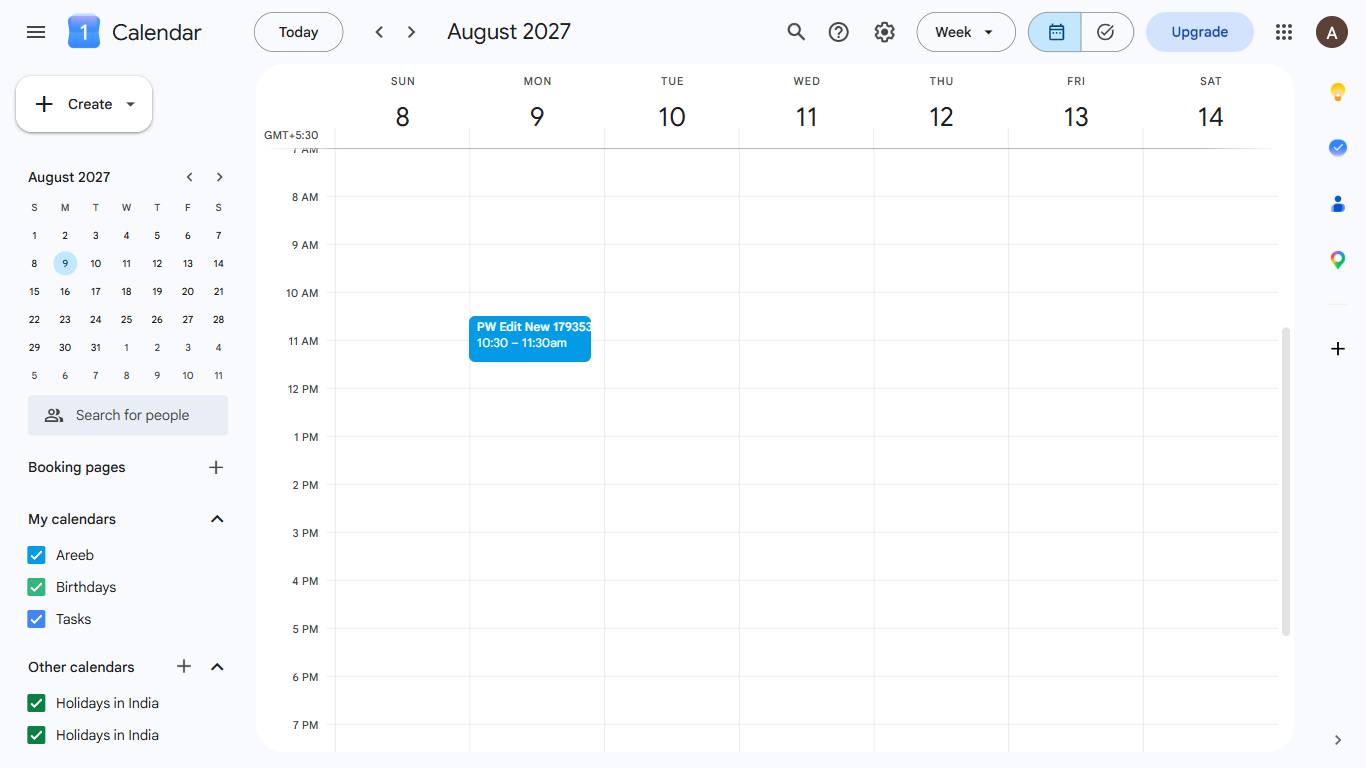 1 Calendar Today August 2027 Week Upgrade A
Create
SUN MON TUE WED THU FRI SAT
8 9 10 11 12 13 14
GMT+5:30
7 AM
8 AM
9 AM
10 AM
11 AM
12 PM
1 PM
2 PM
3 PM
4 PM
5 PM
6 PM
7 PM
PW Edit New 179353
10:30 – 11:30am
August 2027
S M T W T F S
1 2 3 4 5 6 7
8 9 10 11 12 13 14
15 16 17 18 19 20 21
22 23 24 25 26 27 28
29 30 31 1 2 3 4
5 6 7 8 9 10 11
Search for people
Booking pages
My calendars
Areeb
Birthdays
Tasks
Other calendars
Holidays in India
Holidays in India